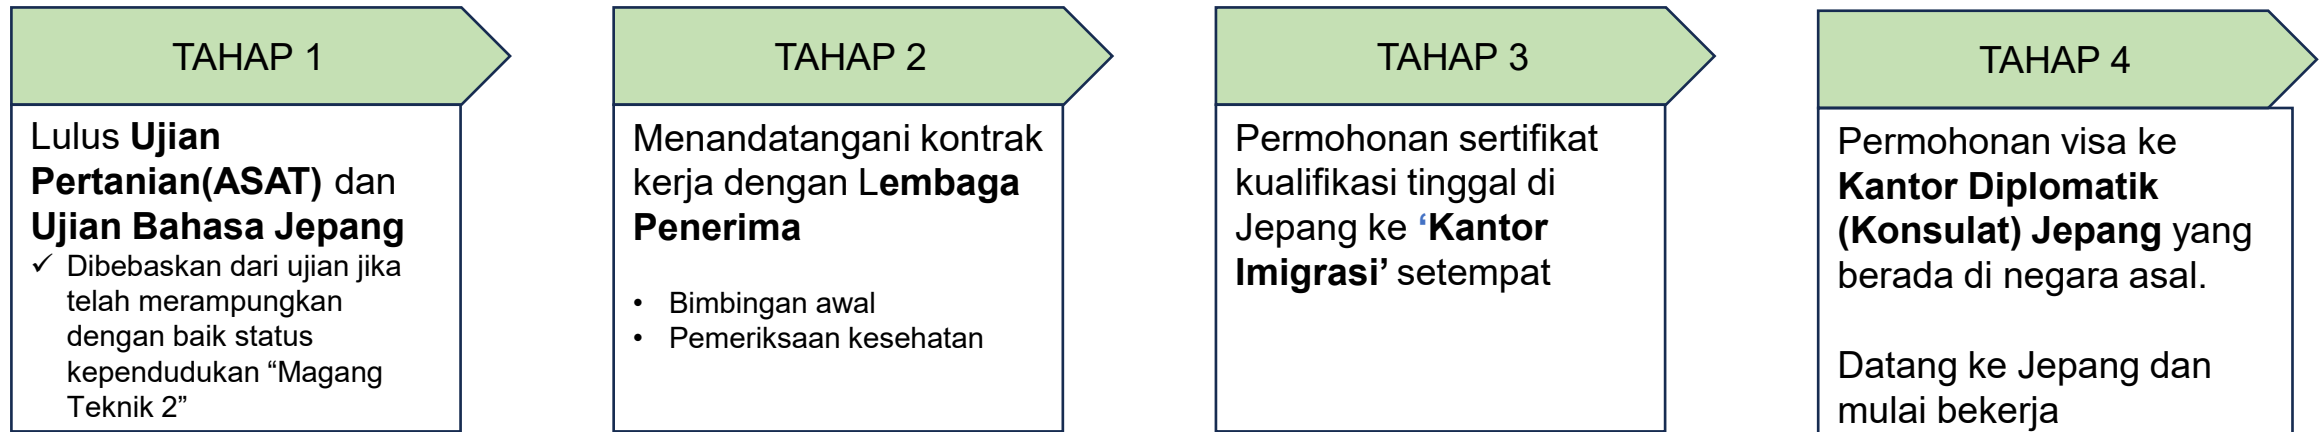 TAHAP 1
Lulus Ujian
Pertanian(ASAT) dan
Ujian Bahasa Jepang
✓ Dibebaskan dari ujian jika
telah merampungkan
dengan baik status
kependudukan “Magang
Teknik 2”
TAHAP 2
Menandatangani kontrak
kerja dengan Lembaga
Penerima
• Bimbingan awal
• Pemeriksaan kesehatan
TAHAP 3
Permohonan sertifikat
kualifikasi tinggal di
Jepang ke ‘Kantor
Imigrasi’ setempat
TAHAP 4
Permohonan visa ke
Kantor Diplomatik
(Konsulat) Jepang yang
berada di negara asal.
Datang ke Jepang dan
mulai bekerja